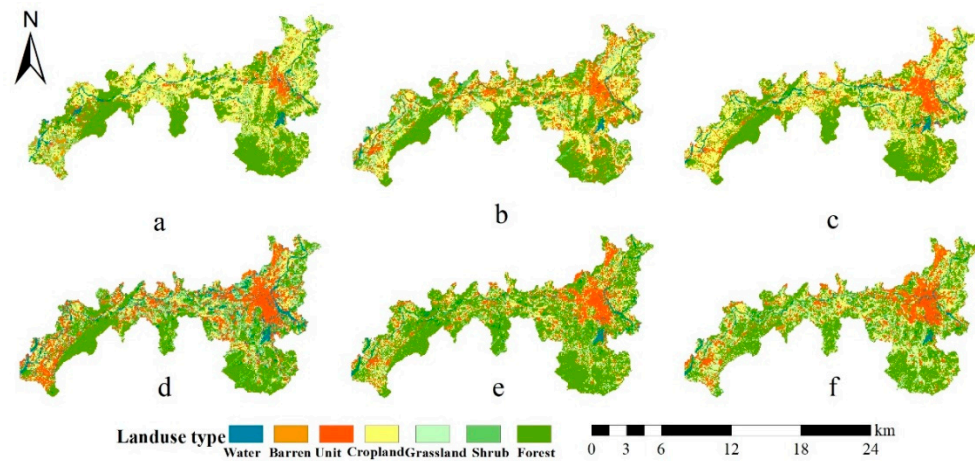 N
a
b
c
d
e
f
Landuse type
Water Barren Unit Cropland Grassland Shrub Forest
km
0 3 6 12 18 24